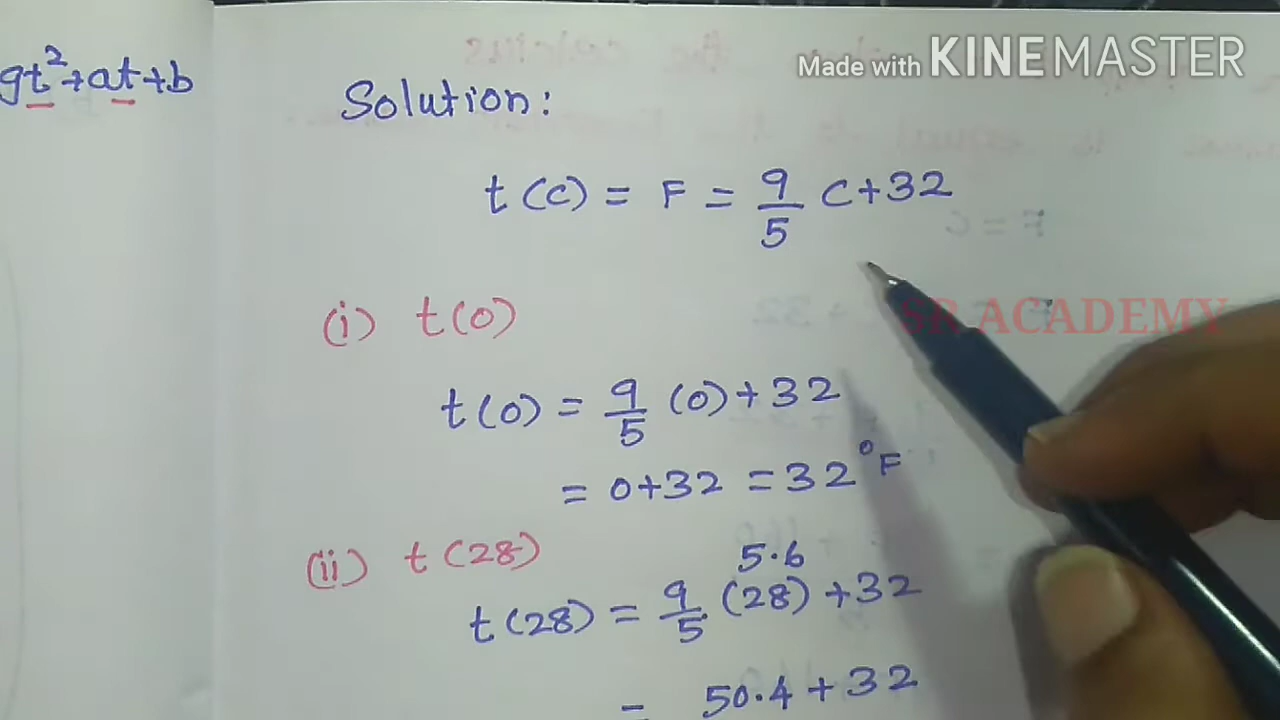 Made with KINEMASTER
gt²+at+b
Solution:
t(c) = F = 9/5 C+32
SR ACADEMY
(i) t(0)
t(0) = 9/5 (0)+32
= 0+32 = 32°F
(ii) t(28)
5.6
t(28) = 9/5 (28)+32
= 50.4+32